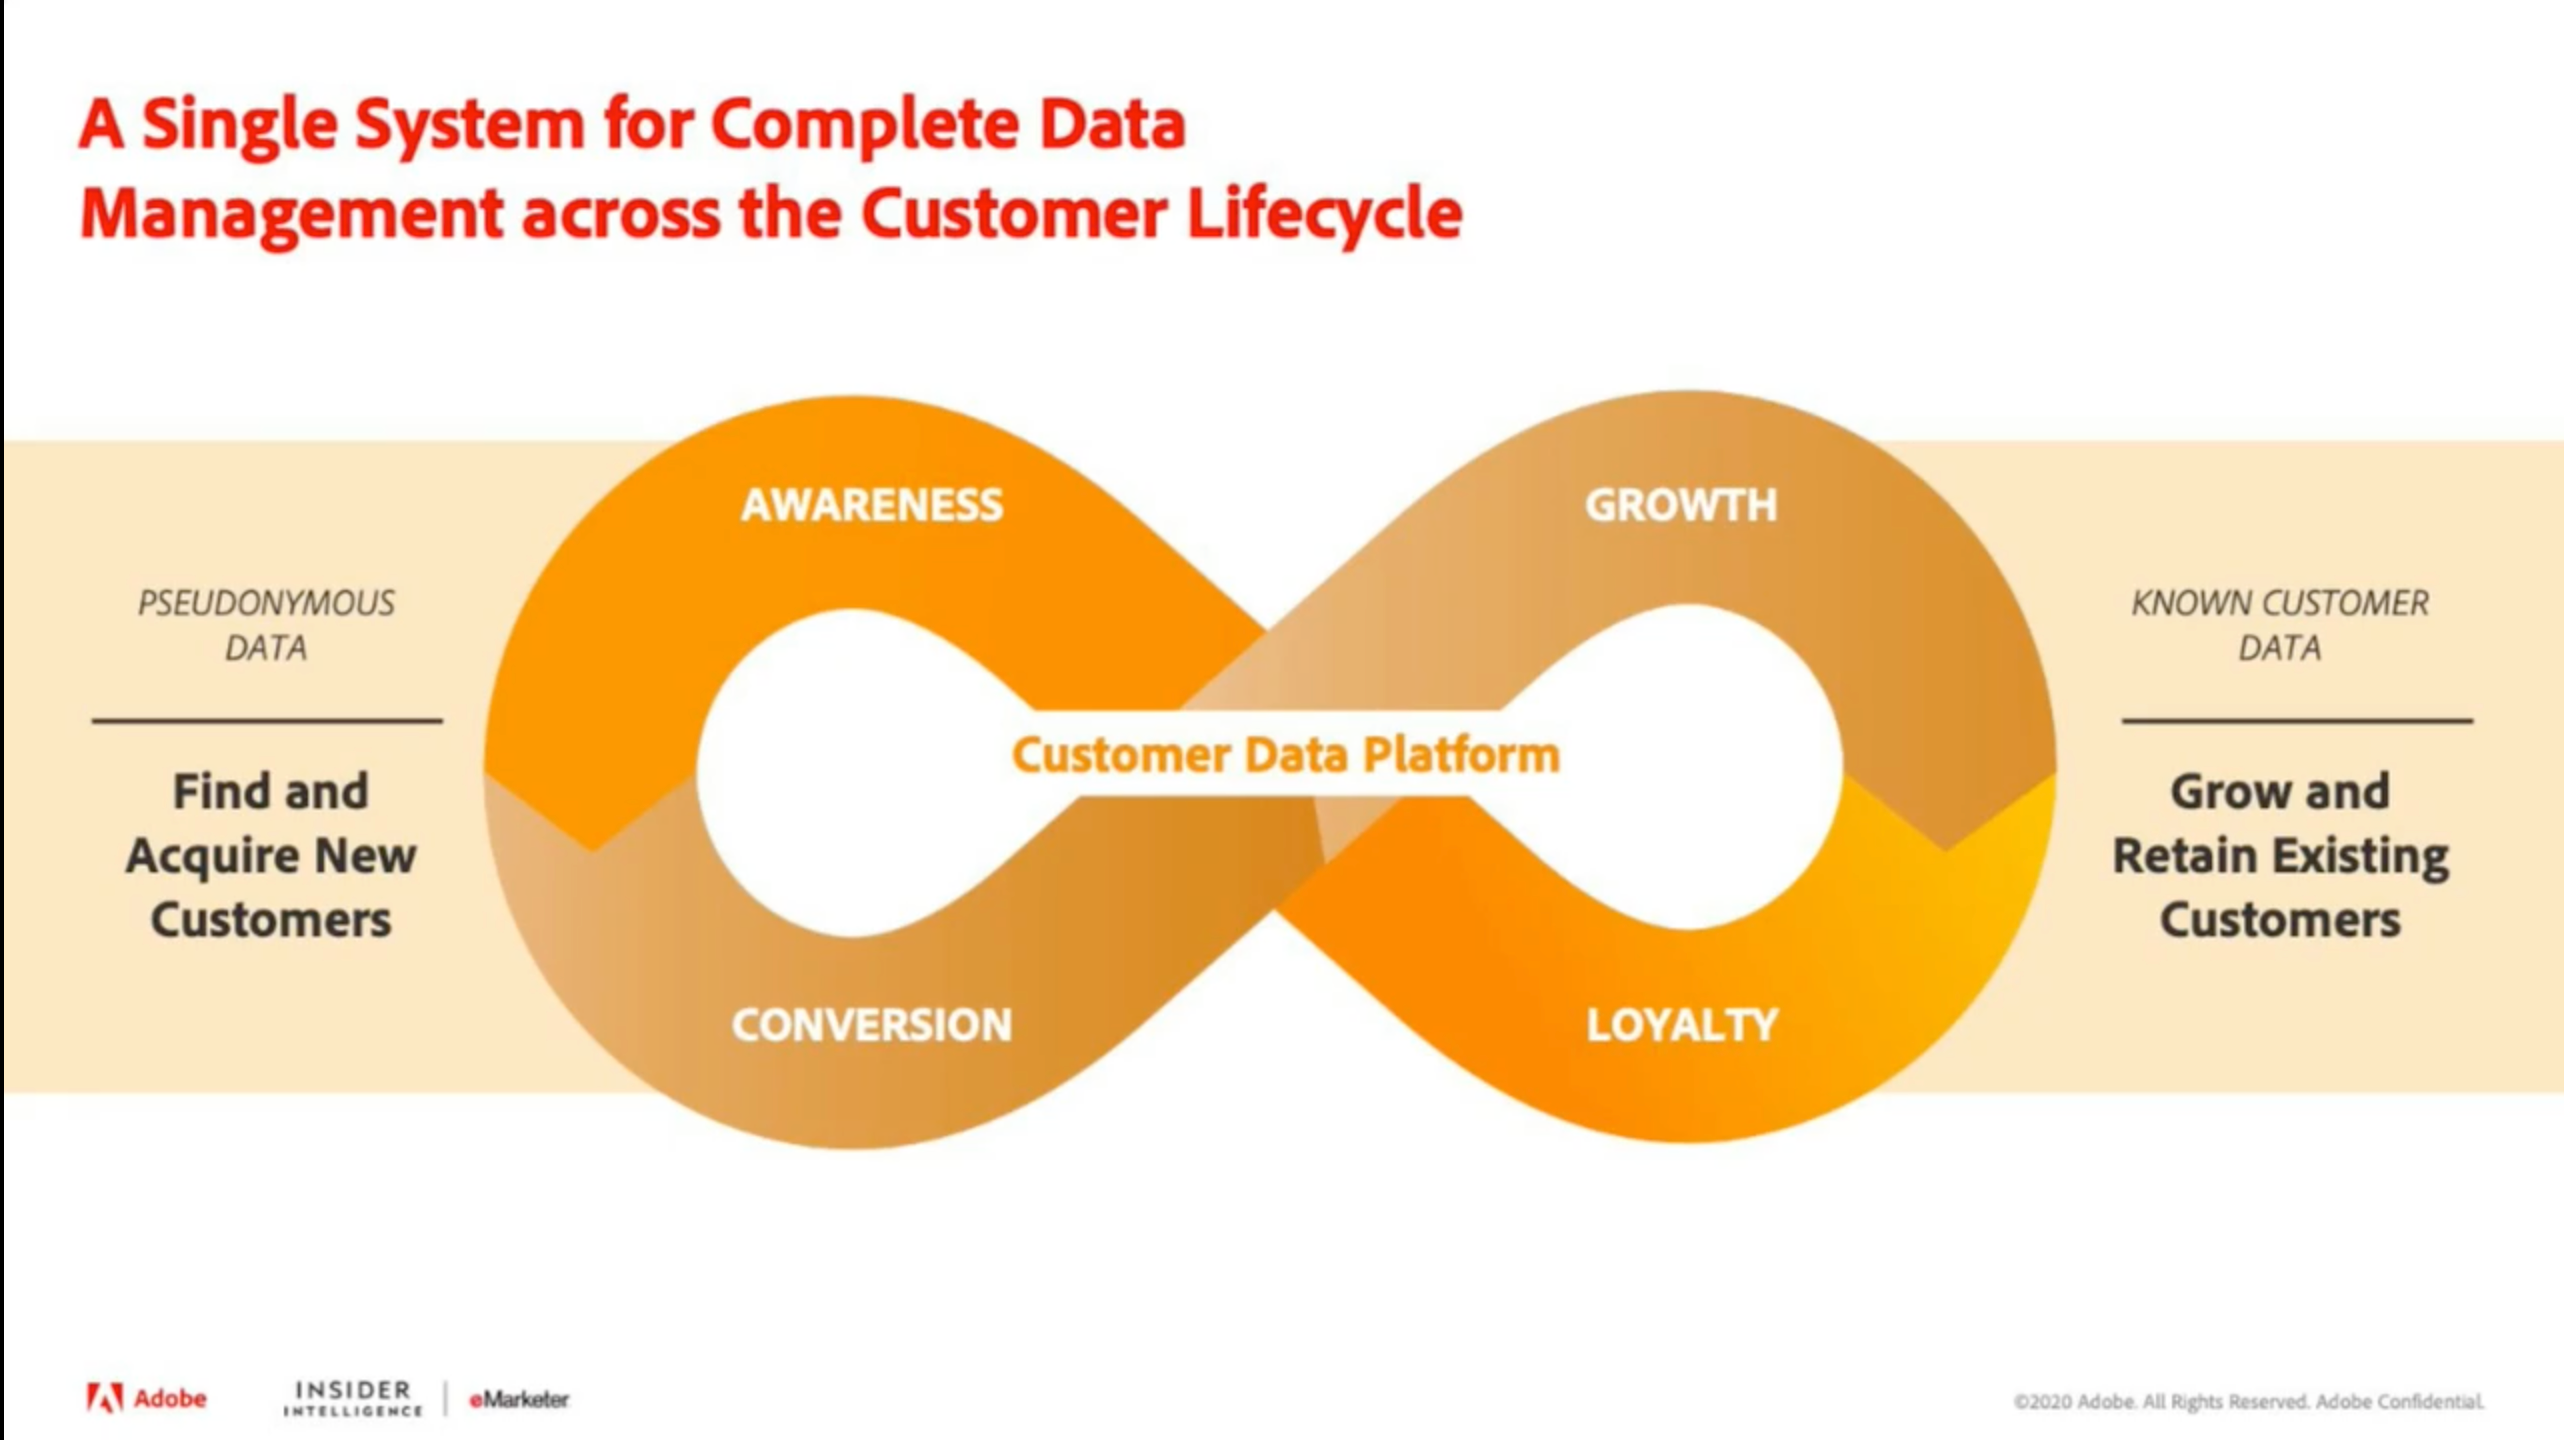 A Single System for Complete Data
Management across the Customer Lifecycle
AWARENESS
GROWTH
PSEUDONYMOUS
DATA
Find and
Acquire New
Customers
Customer Data Platform
KNOWN CUSTOMER
DATA
Grow and
Retain Existing
Customers
CONVERSION
LOYALTY
Adobe
INSIDER
INTELLIGENCE
eMarketer
©2020 Adobe. All Rights Reserved. Adobe Confidential.